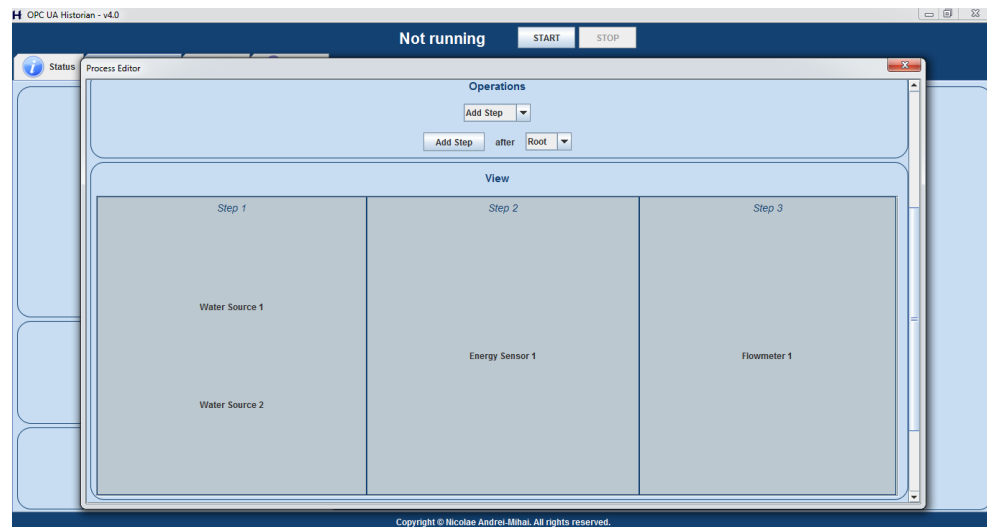 OPC UA Historian - v4.0
Not running START STOP
Status
Process Editor
Operations
Add Step
Add Step after Root
View
Step 1 Step 2 Step 3
Water Source 1
Energy Sensor 1 Flowmeter 1
Water Source 2
Copyright © Nicolae Andrei-Mihai. All rights reserved.